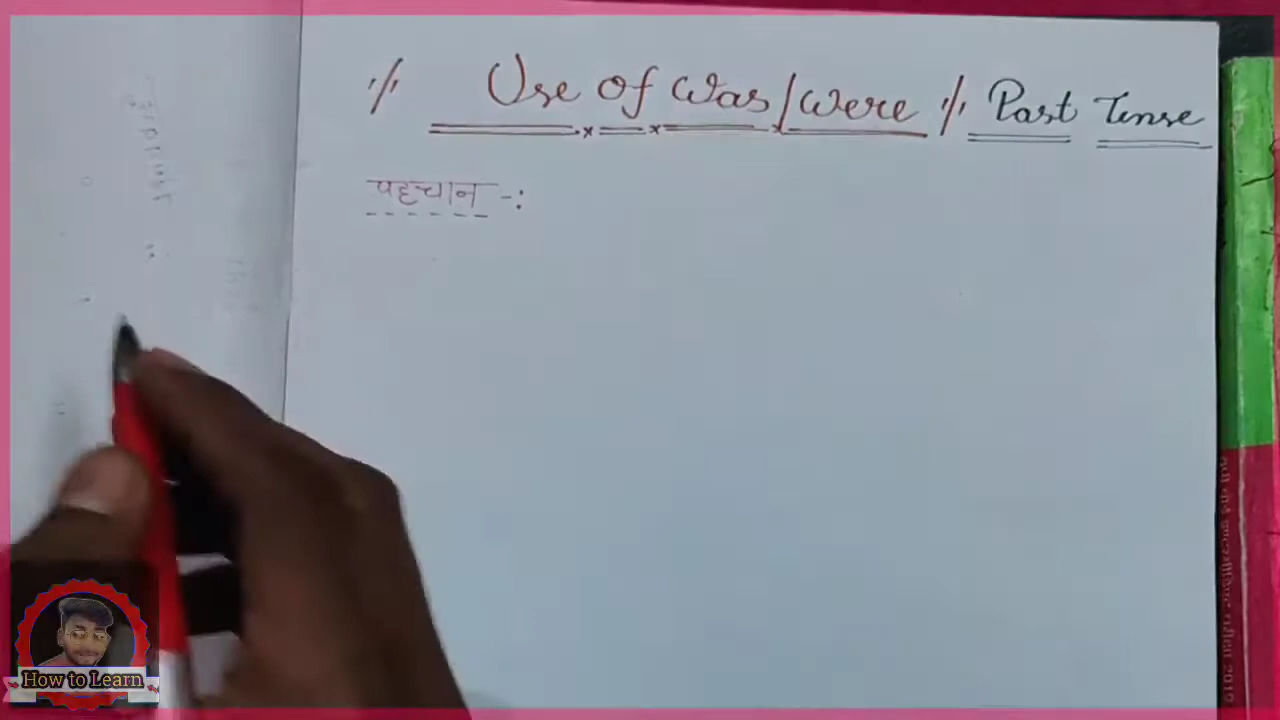 ·/· Use of Was/Were ·/· Past Tense
पहचान -:
How to Learn